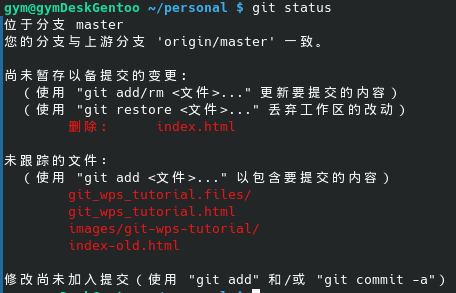 gym@gymDeskGentoo ~/personal $ git status
位于分支 master
您的分支与上游分支 'origin/master' 一致。
尚未暂存以备提交的变更：
（使用 "git add/rm <文件>..." 更新要提交的内容）
（使用 "git restore <文件>..." 丢弃工作区的改动）
删除： index.html
未跟踪的文件：
（使用 "git add <文件>..." 以包含要提交的内容）
git_wps_tutorial.files/
git_wps_tutorial.html
images/git-wps-tutorial/
index-old.html
修改尚未加入提交（使用 "git add" 和/或 "git commit -a"）
gym@gymDeskGentoo ~/personal $